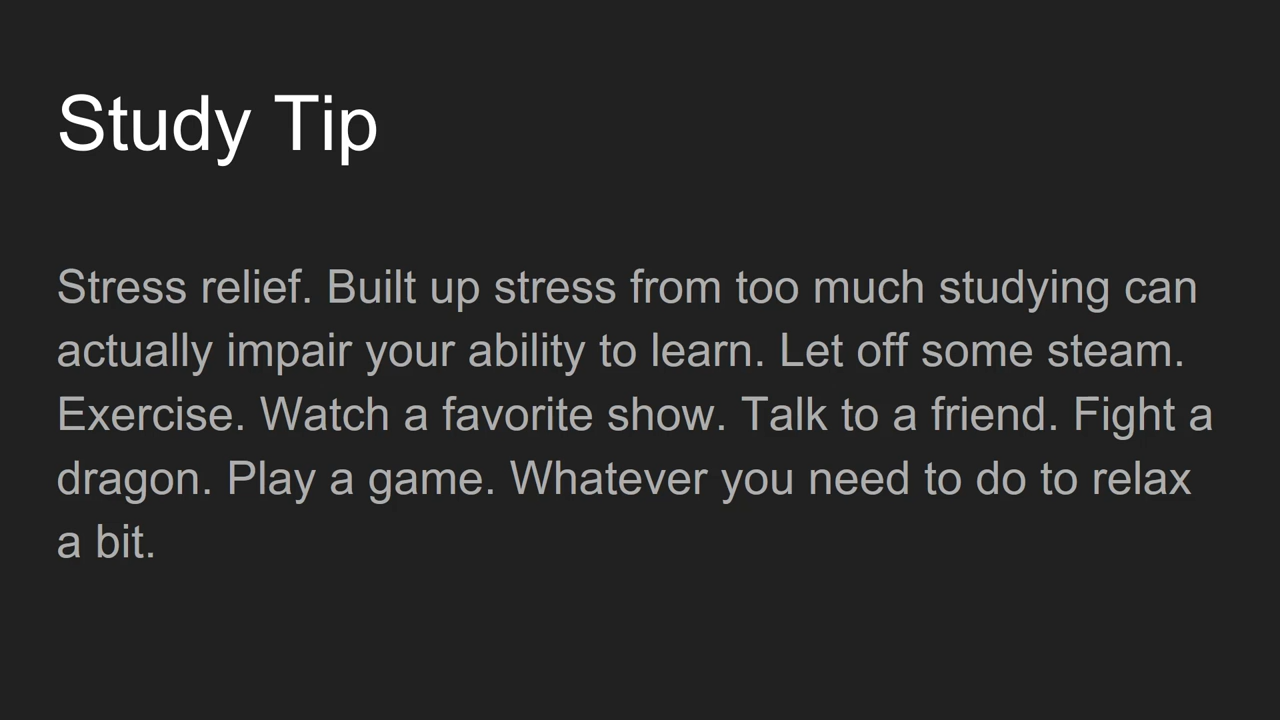 Study Tip
Stress relief. Built up stress from too much studying can
actually impair your ability to learn. Let off some steam.
Exercise. Watch a favorite show. Talk to a friend. Fight a
dragon. Play a game. Whatever you need to do to relax
a bit.